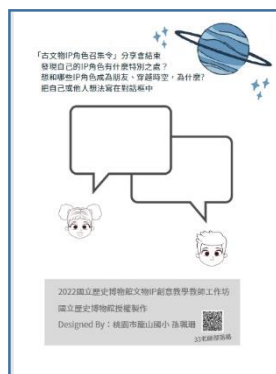 「古文物IP角色召集令」分享會結束
發現自己的IP角色有什麼特別之處？
想和哪些IP角色成為朋友、穿越時空，為什麼?
把自己或他人想法寫在對話框中
2022國立歷史博物館文物IP創意教學教師工作坊
國立歷史博物館授權製作
Designed By：桃園市龍山國小 孫珮珊